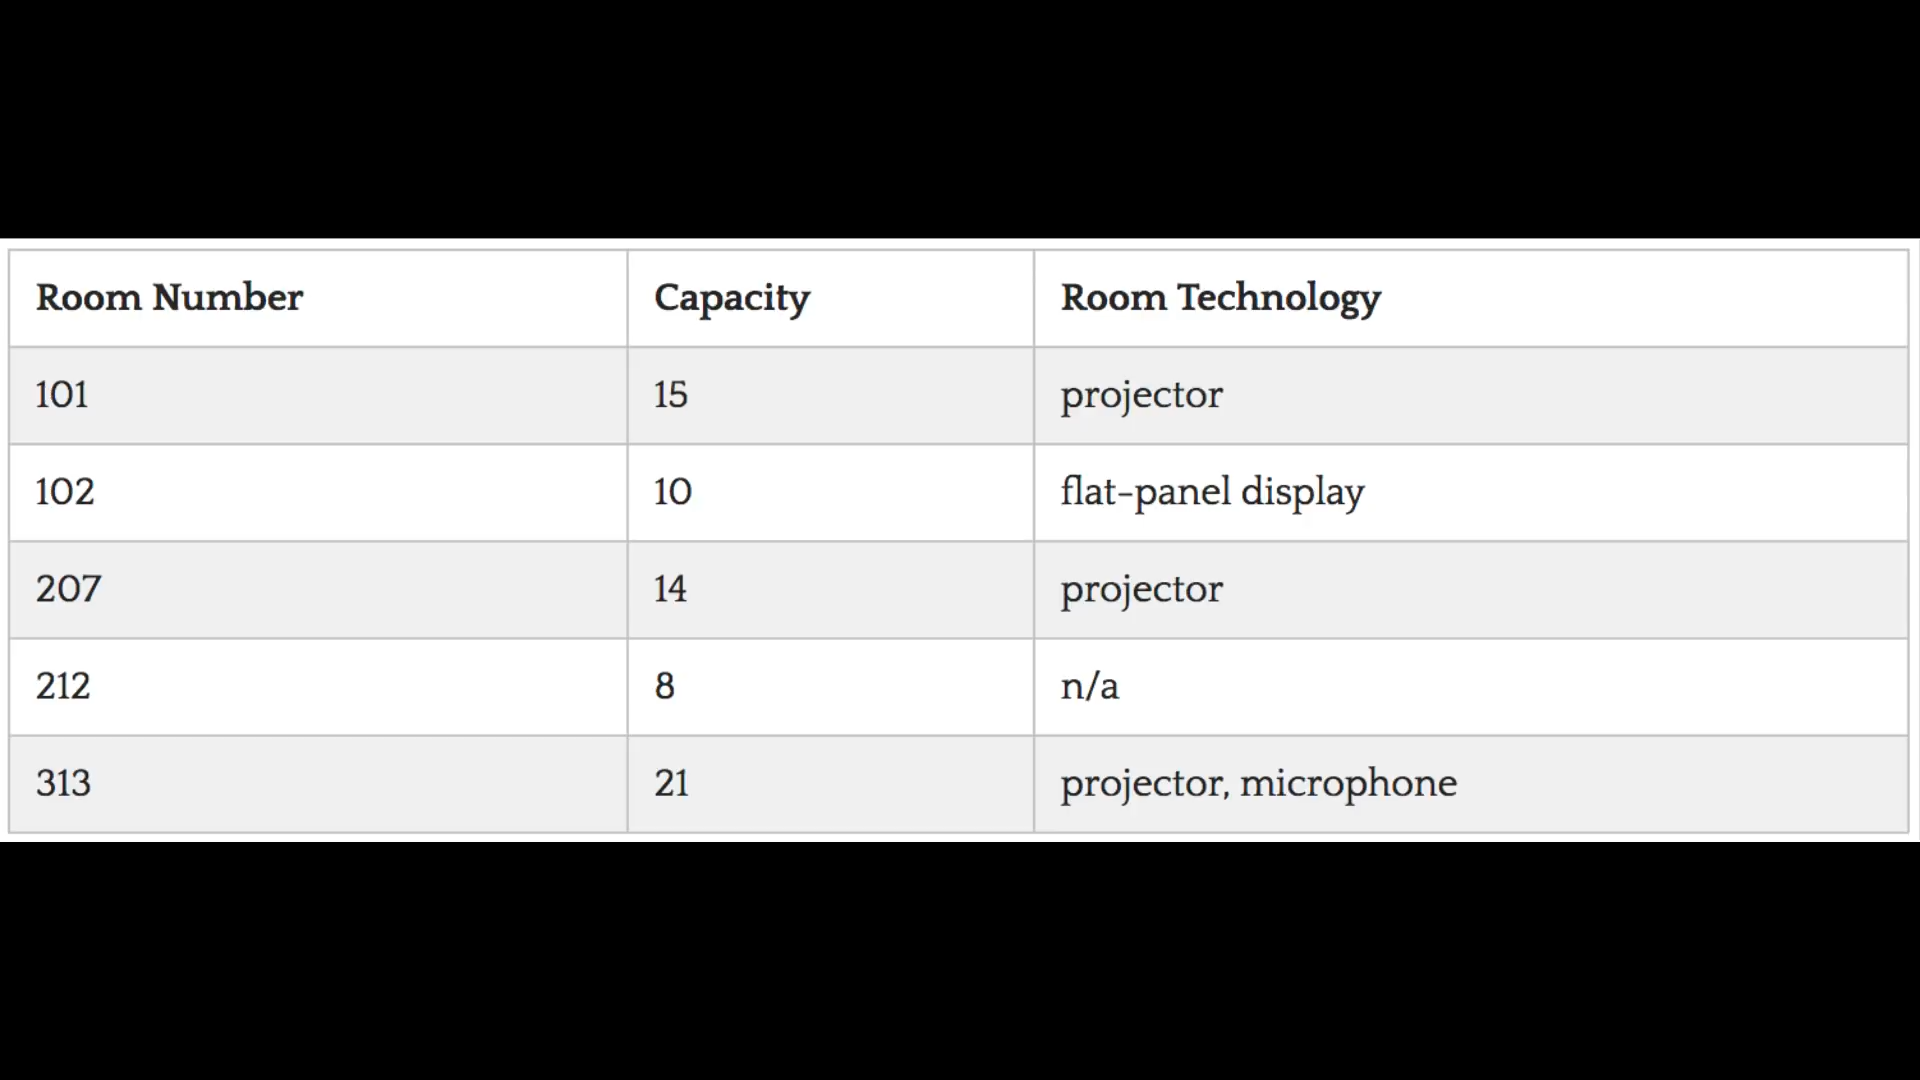 Room Number Capacity Room Technology
101 15 projector
102 10 flat-panel display
207 14 projector
212 8 n/a
313 21 projector, microphone